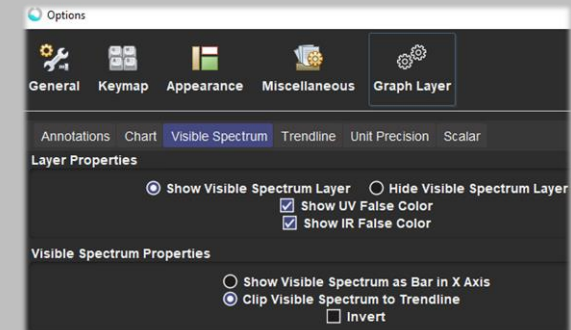 Options
General Keymap Appearance Miscellaneous Graph Layer
Annotations Chart Visible Spectrum Trendline Unit Precision Scalar
Layer Properties
Show Visible Spectrum Layer Hide Visible Spectrum Layer
Show UV False Color
Show IR False Color
Visible Spectrum Properties
Show Visible Spectrum as Bar in X Axis
Clip Visible Spectrum to Trendline
Invert